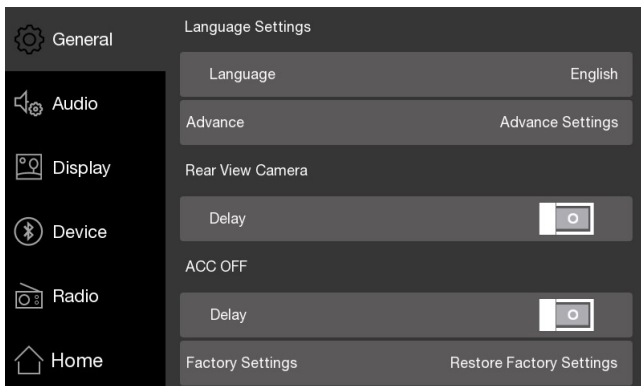 General
Audio
Display
Device
Radio
Home
Language Settings
Language English
Advance Advance Settings
Rear View Camera
Delay
ACC OFF
Delay
Factory Settings Restore Factory Settings